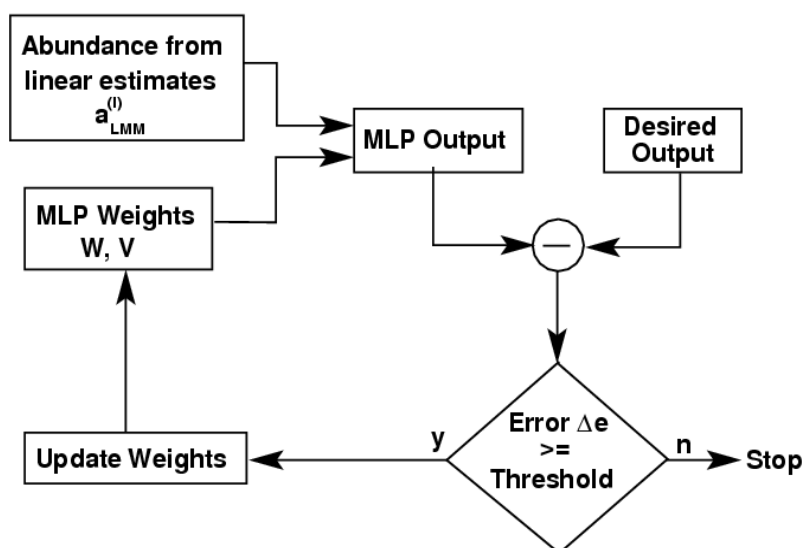 Abundance from
linear estimates
a(l)LMM
MLP Output
Desired
Output
MLP Weights
W, V
—
Error Δe
>=
Threshold
y
n
Stop
Update Weights